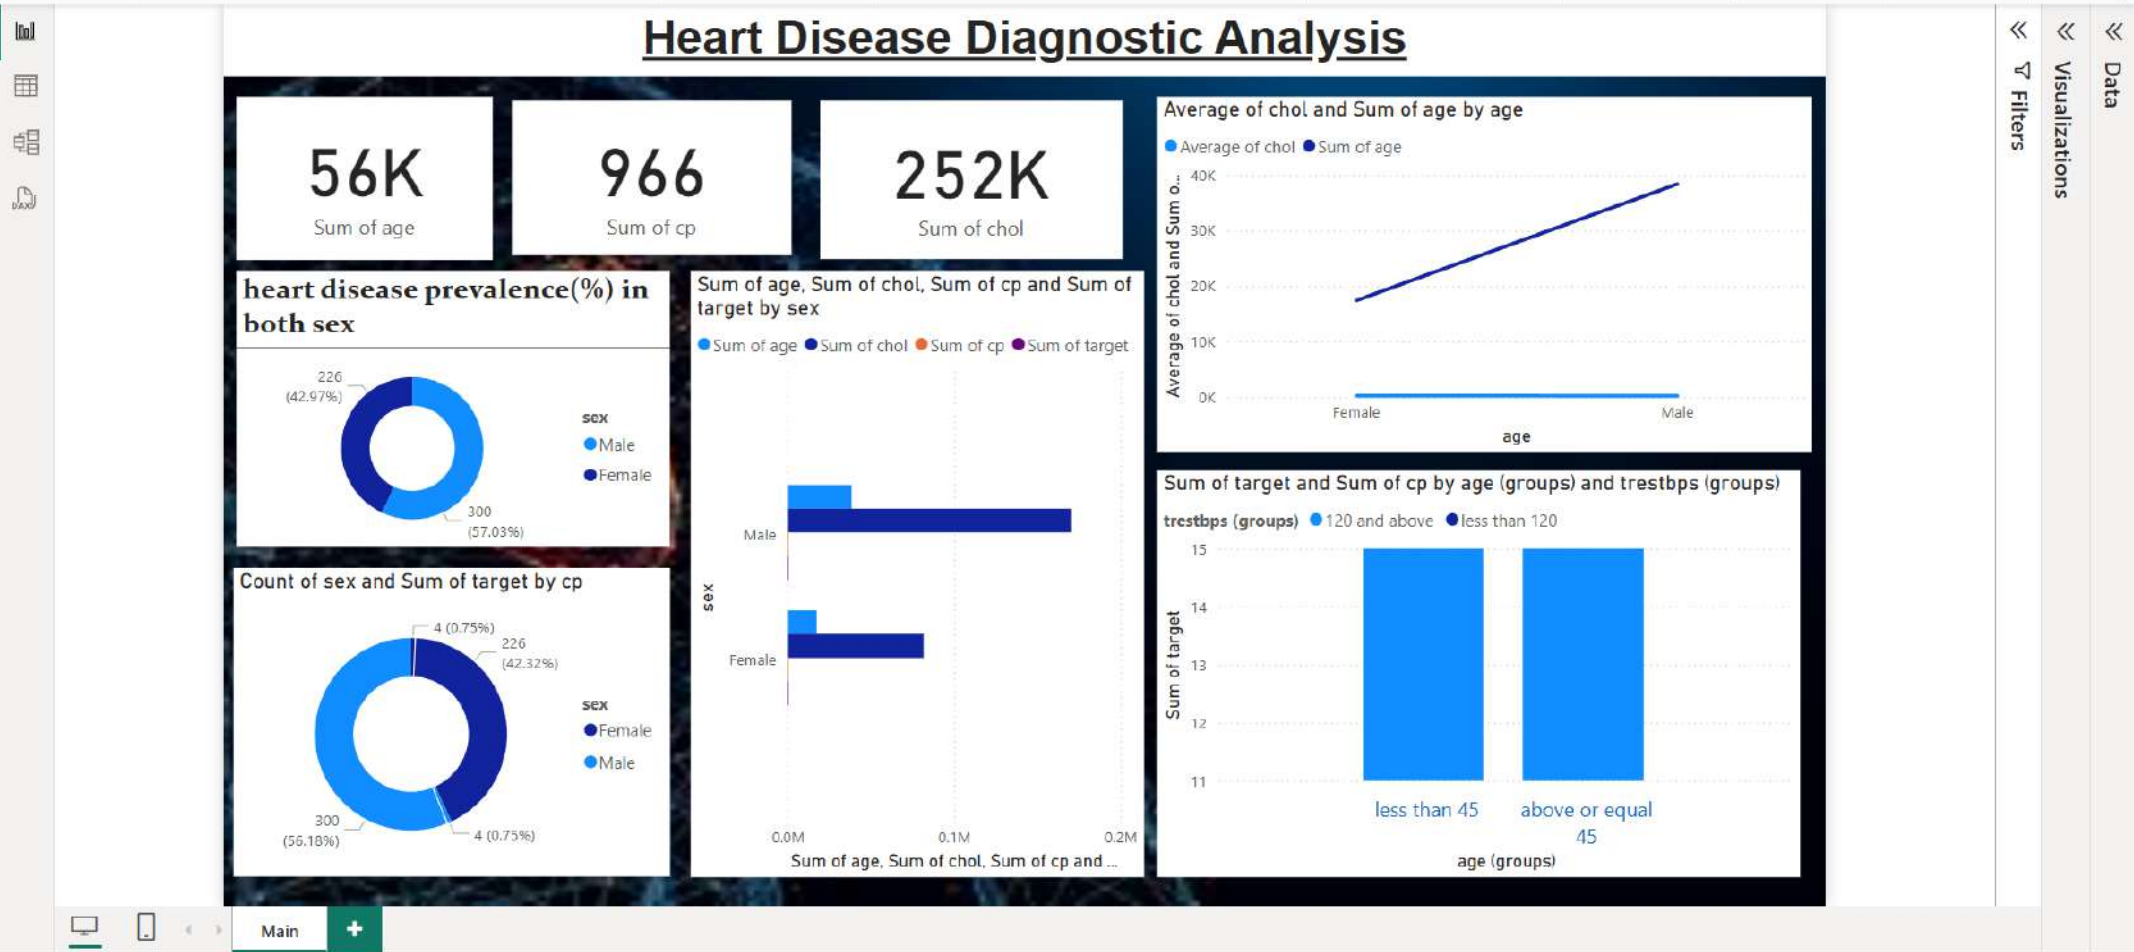 Heart Disease Diagnostic Analysis
56K
Sum of age
966
Sum of cp
252K
Sum of chol
heart disease prevalence(%) in
both sex
226
(42.97%)
300
(57.03%)
sex
Male
Female
Count of sex and Sum of target by cp
4 (0.75%)
226
(42.32%)
300
(56.18%)
4 (0.75%)
sex
Female
Male
Sum of age, Sum of chol, Sum of cp and Sum of
target by sex
Sum of age Sum of chol Sum of cp Sum of target
sex
Male
Female
0.0M 0.1M 0.2M
Sum of age, Sum of chol, Sum of cp and ...
Average of chol and Sum of age by age
Average of chol Sum of age
Average of chol and Sum o...
40K
30K
20K
10K
0K
Female Male
age
Sum of target and Sum of cp by age (groups) and trestbps (groups)
trestbps (groups) 120 and above less than 120
Sum of target
15
14
13
12
11
less than 45
above or equal
45
age (groups)
Filters
Visualizations
Data
DAX
Main